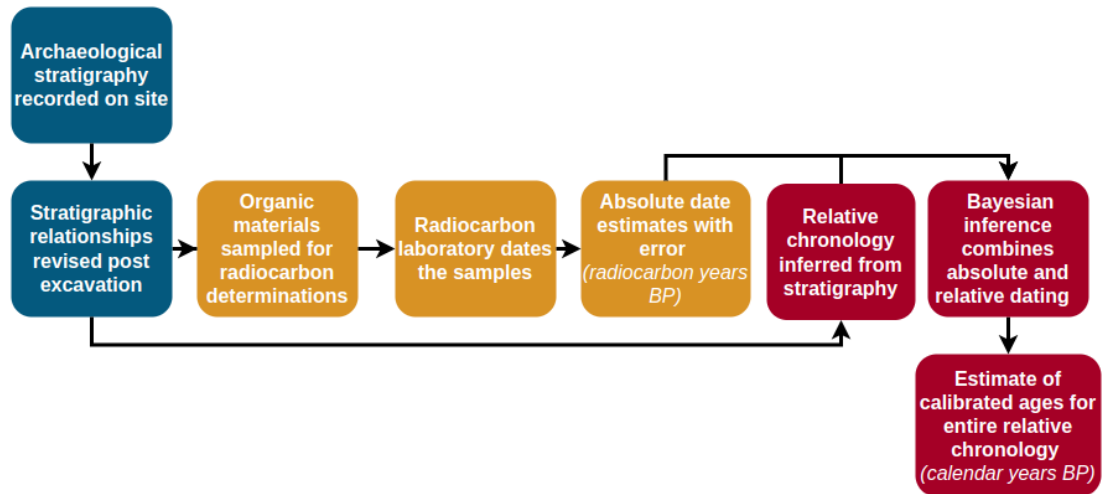 Archaeological
stratigraphy
recorded on site
Stratigraphic
relationships
revised post
excavation
Organic
materials
sampled for
radiocarbon
determinations
Radiocarbon
laboratory dates
the samples
Absolute date
estimates with
error
(radiocarbon years
BP)
Relative
chronology
inferred from
stratigraphy
Bayesian
inference
combines
absolute and
relative dating
Estimate of
calibrated ages for
entire relative
chronology
(calendar years BP)